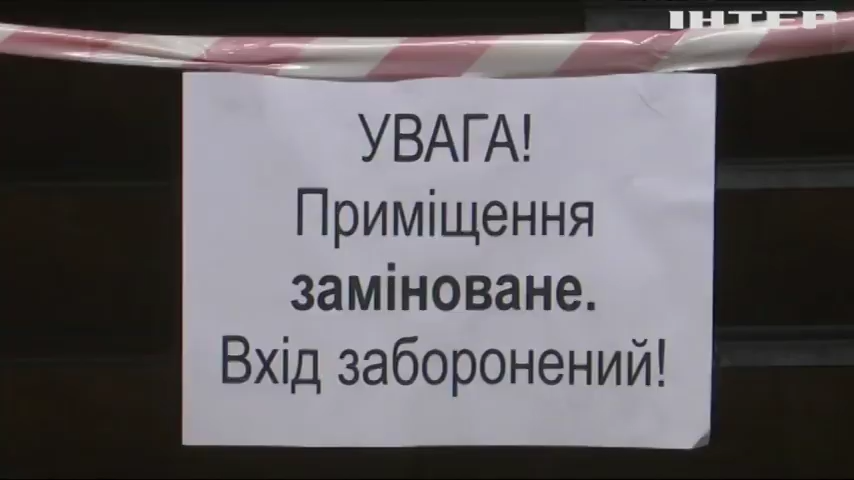 ІНТЕР
УВАГА!
Приміщення
заміноване.
Вхід заборонений!